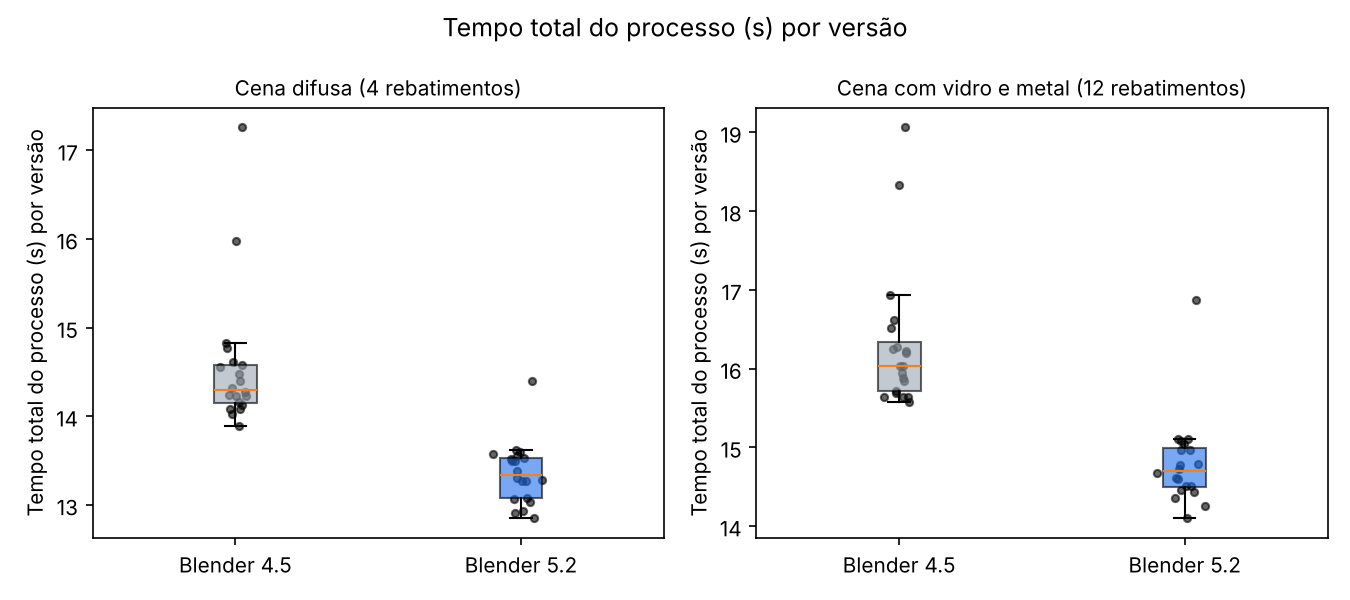 Tempo total do processo (s) por versão
Cena difusa (4 rebatimentos)
Tempo total do processo (s) por versão
17
16
15
14
13
Blender 4.5
Blender 5.2
Cena com vidro e metal (12 rebatimentos)
Tempo total do processo (s) por versão
19
18
17
16
15
14
Blender 4.5
Blender 5.2